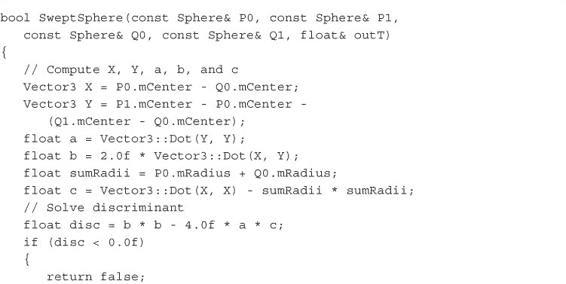 bool SweptSphere(const Sphere& P0, const Sphere& P1,
   const Sphere& Q0, const Sphere& Q1, float& outT)
{
   // Compute X, Y, a, b, and c
   Vector3 X = P0.mCenter - Q0.mCenter;
   Vector3 Y = P1.mCenter - P0.mCenter -
      (Q1.mCenter - Q0.mCenter);
   float a = Vector3::Dot(Y, Y);
   float b = 2.0f * Vector3::Dot(X, Y);
   float sumRadii = P0.mRadius + Q0.mRadius;
   float c = Vector3::Dot(X, X) - sumRadii * sumRadii;
   // Solve discriminant
   float disc = b * b - 4.0f * a * c;
   if (disc < 0.0f)
   {
      return false;